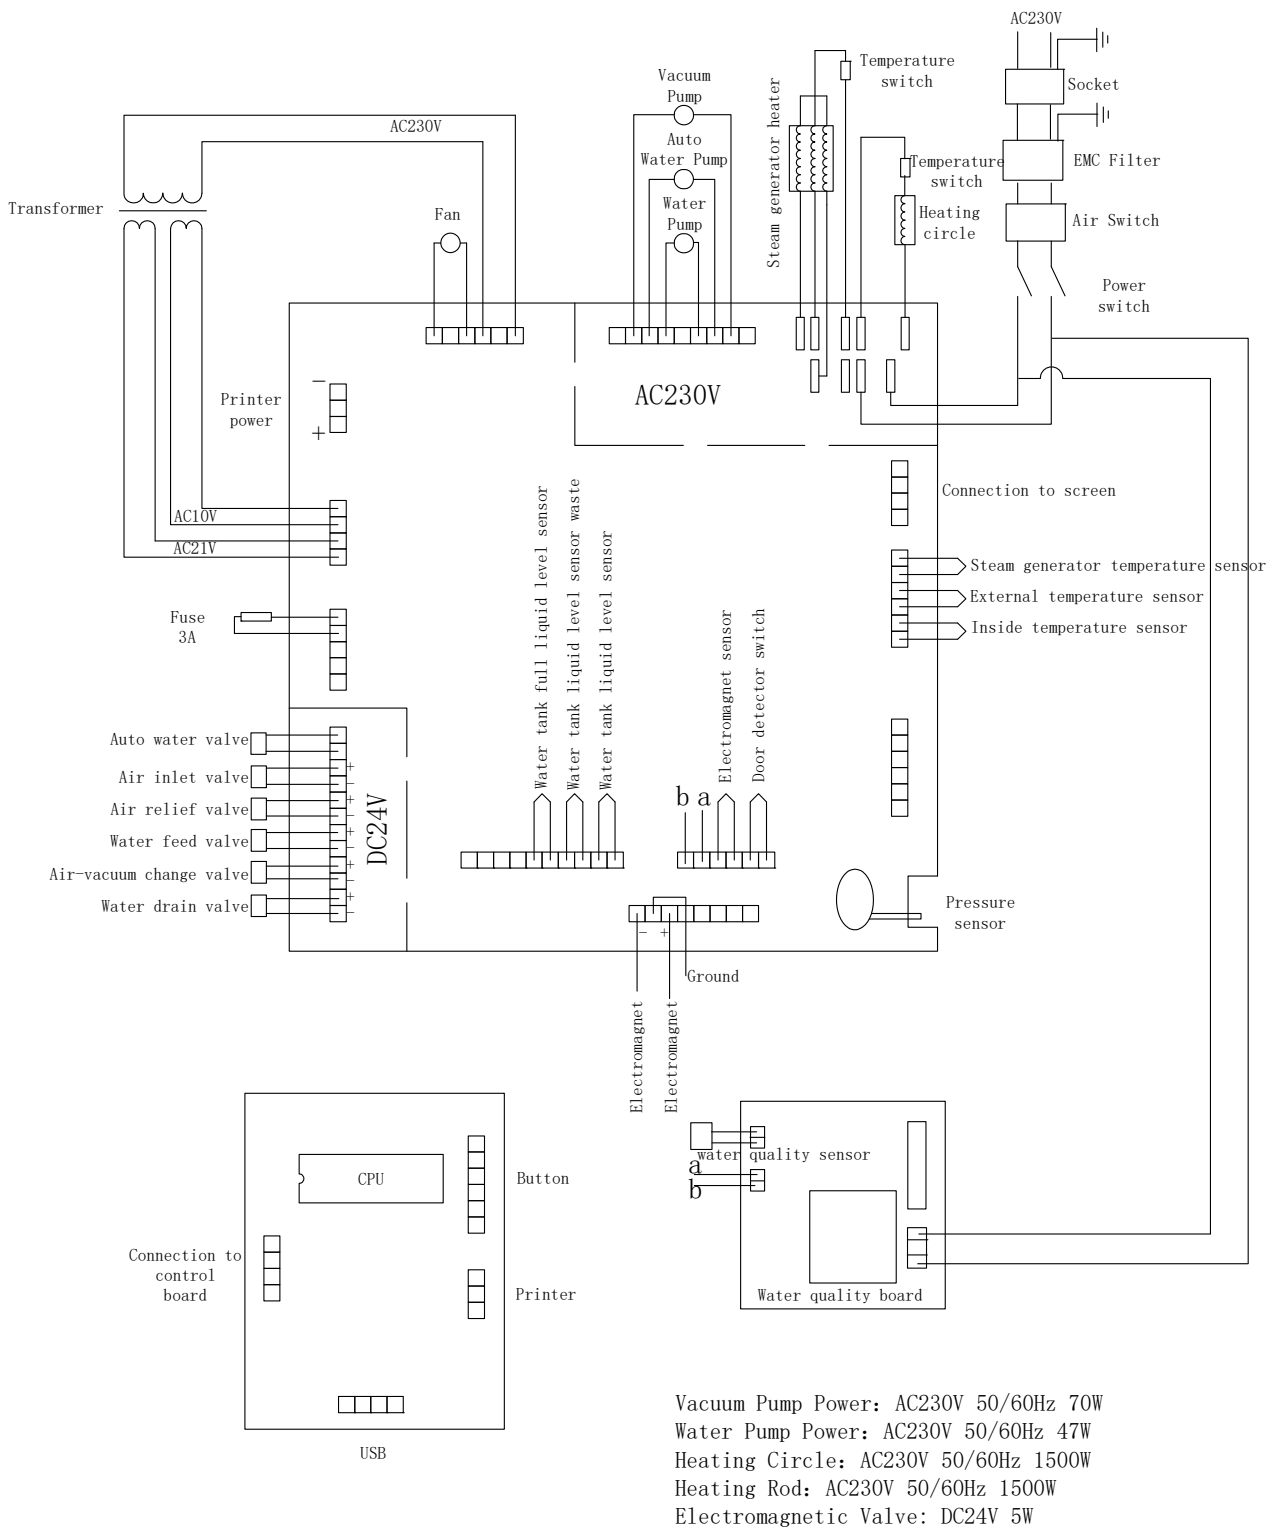 AC230V
Socket
EMC Filter
Air Switch
Power
switch
Temperature
switch
Temperature
switch
Heating
circle
Steam generator heater
Vacuum
Pump
Auto
Water Pump
Water
Pump
Fan
AC230V
Transformer
Printer
power
−
+
AC230V
AC10V
AC21V
Fuse
3A
Connection to screen
Steam generator temperature sensor
External temperature sensor
Inside temperature sensor
Water tank full liquid level sensor
Water tank liquid level sensor waste
Water tank liquid level sensor
Electromagnet sensor
Door detector switch
b a
Auto water valve
Air inlet valve
+
−
Air relief valve
+
−
Water feed valve
+
−
Air-vacuum change valve
+
−
Water drain valve
+
−
DC24V
Pressure
sensor
− +
Ground
Electromagnet
Electromagnet
CPU
Button
Connection to
control
board
Printer
USB
water quality sensor
a
b
Water quality board
Vacuum Pump Power: AC230V 50/60Hz 70W
Water Pump Power: AC230V 50/60Hz 47W
Heating Circle: AC230V 50/60Hz 1500W
Heating Rod: AC230V 50/60Hz 1500W
Electromagnetic Valve: DC24V 5W